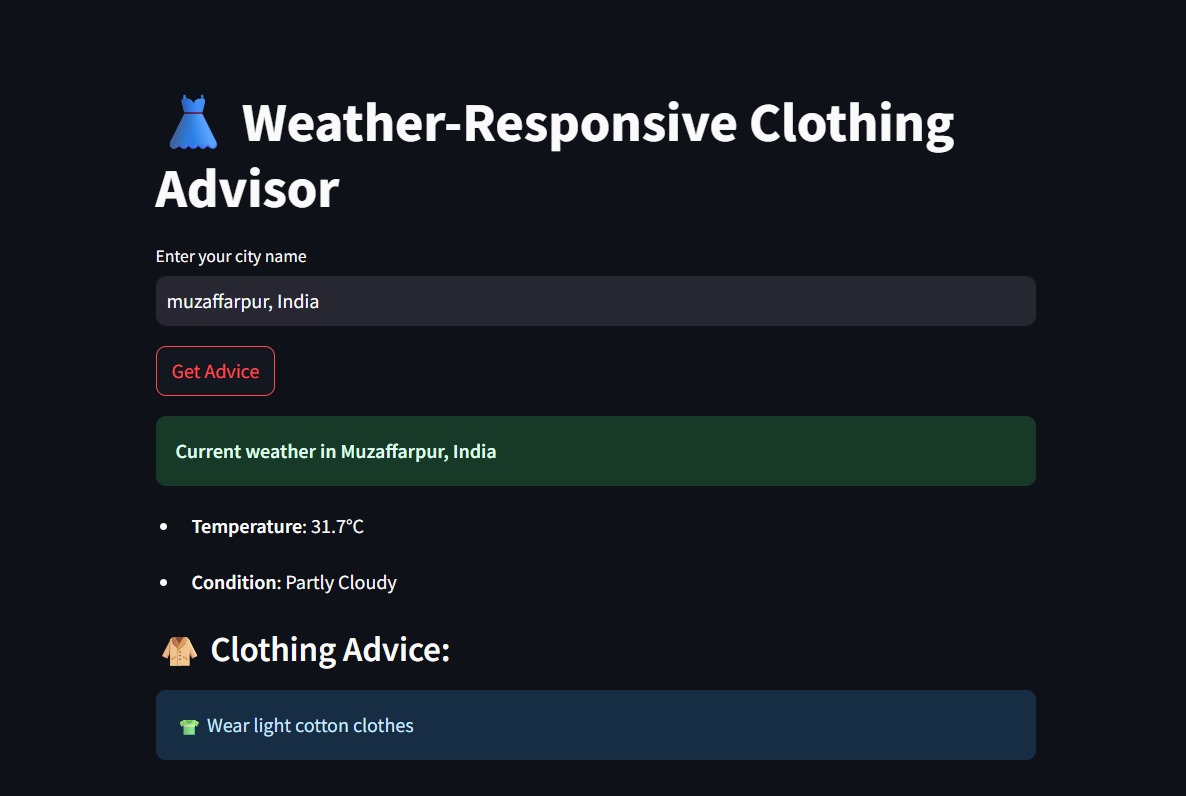 Weather-Responsive Clothing
Advisor
Enter your city name
muzaffarpur, India
Get Advice
Current weather in Muzaffarpur, India
Temperature: 31.7°C
Condition: Partly Cloudy
Clothing Advice:
Wear light cotton clothes